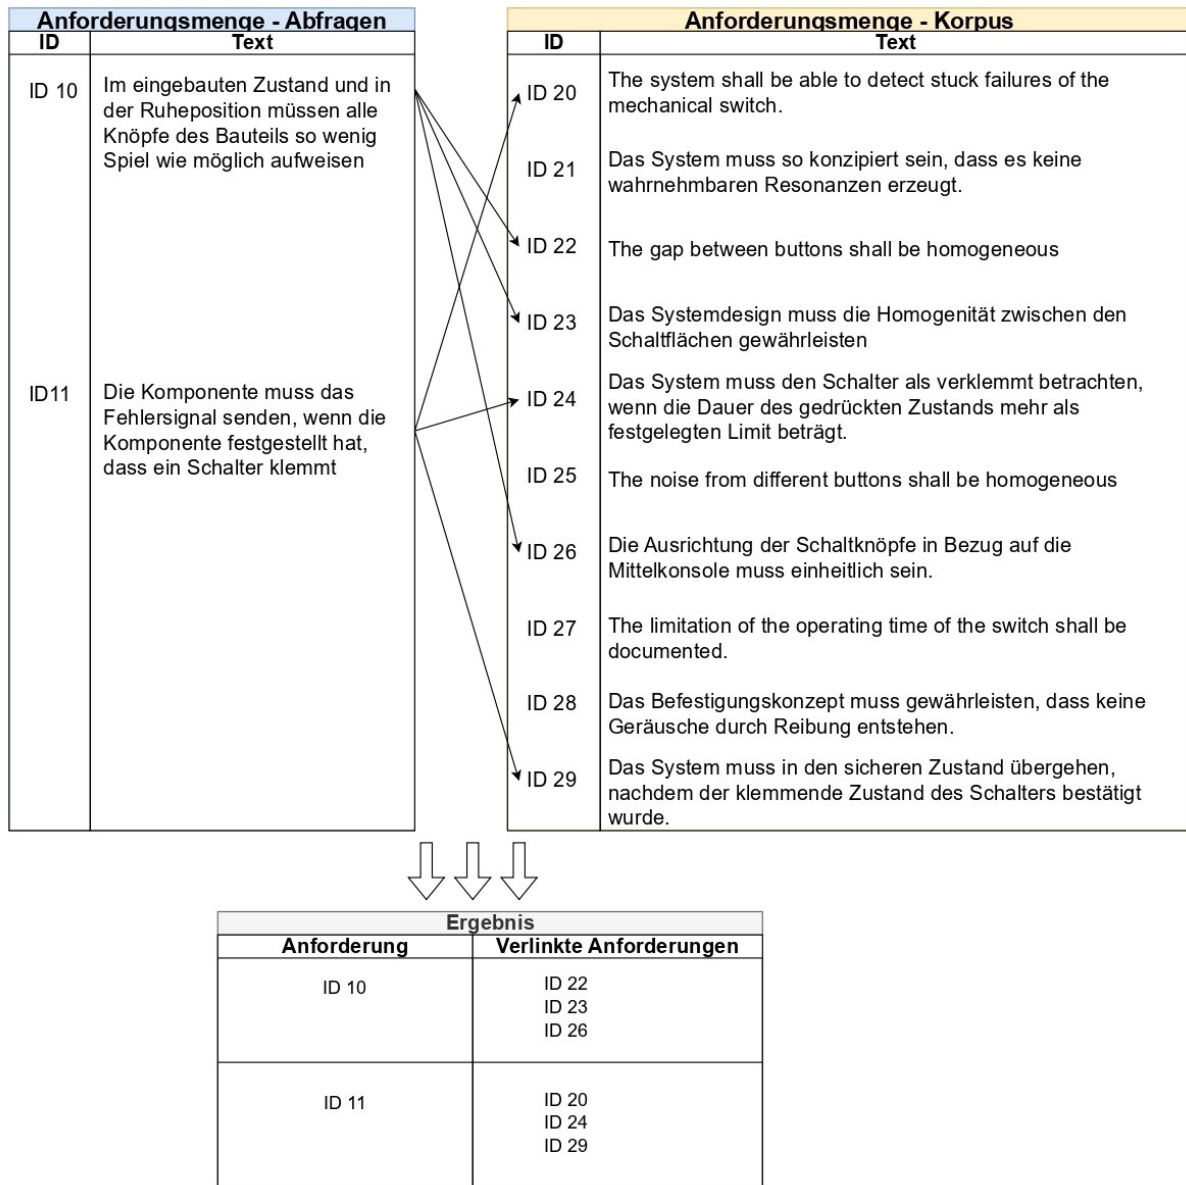 Anforderungsmenge - Abfragen
ID Text
ID 10
Im eingebauten Zustand und in
der Ruheposition müssen alle
Knöpfe des Bauteils so wenig
Spiel wie möglich aufweisen
ID11
Die Komponente muss das
Fehlersignal senden, wenn die
Komponente festgestellt hat,
dass ein Schalter klemmt
Anforderungsmenge - Korpus
ID Text
ID 20
The system shall be able to detect stuck failures of the
mechanical switch.
ID 21
Das System muss so konzipiert sein, dass es keine
wahrnehmbaren Resonanzen erzeugt.
ID 22
The gap between buttons shall be homogeneous
ID 23
Das Systemdesign muss die Homogenität zwischen den
Schaltflächen gewährleisten
ID 24
Das System muss den Schalter als verklemmt betrachten,
wenn die Dauer des gedrückten Zustands mehr als
festgelegten Limit beträgt.
ID 25
The noise from different buttons shall be homogeneous
ID 26
Die Ausrichtung der Schaltknöpfe in Bezug auf die
Mittelkonsole muss einheitlich sein.
ID 27
The limitation of the operating time of the switch shall be
documented.
ID 28
Das Befestigungskonzept muss gewährleisten, dass keine
Geräusche durch Reibung entstehen.
ID 29
Das System muss in den sicheren Zustand übergehen,
nachdem der klemmende Zustand des Schalters bestätigt
wurde.
Ergebnis
Anforderung Verlinkte Anforderungen
ID 10
ID 22
ID 23
ID 26
ID 11
ID 20
ID 24
ID 29